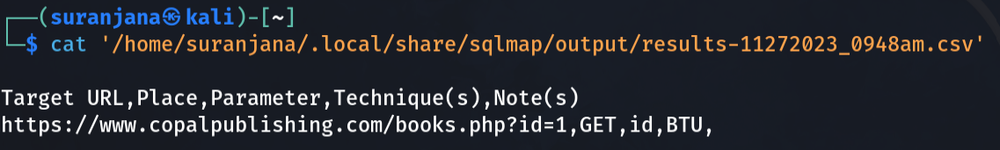 ┌──(suranjana㉿kali)-[~]
└─$ cat '/home/suranjana/.local/share/sqlmap/output/results-11272023_0948am.csv'
Target URL,Place,Parameter,Technique(s),Note(s)
https://www.copalpublishing.com/books.php?id=1,GET,id,BTU,